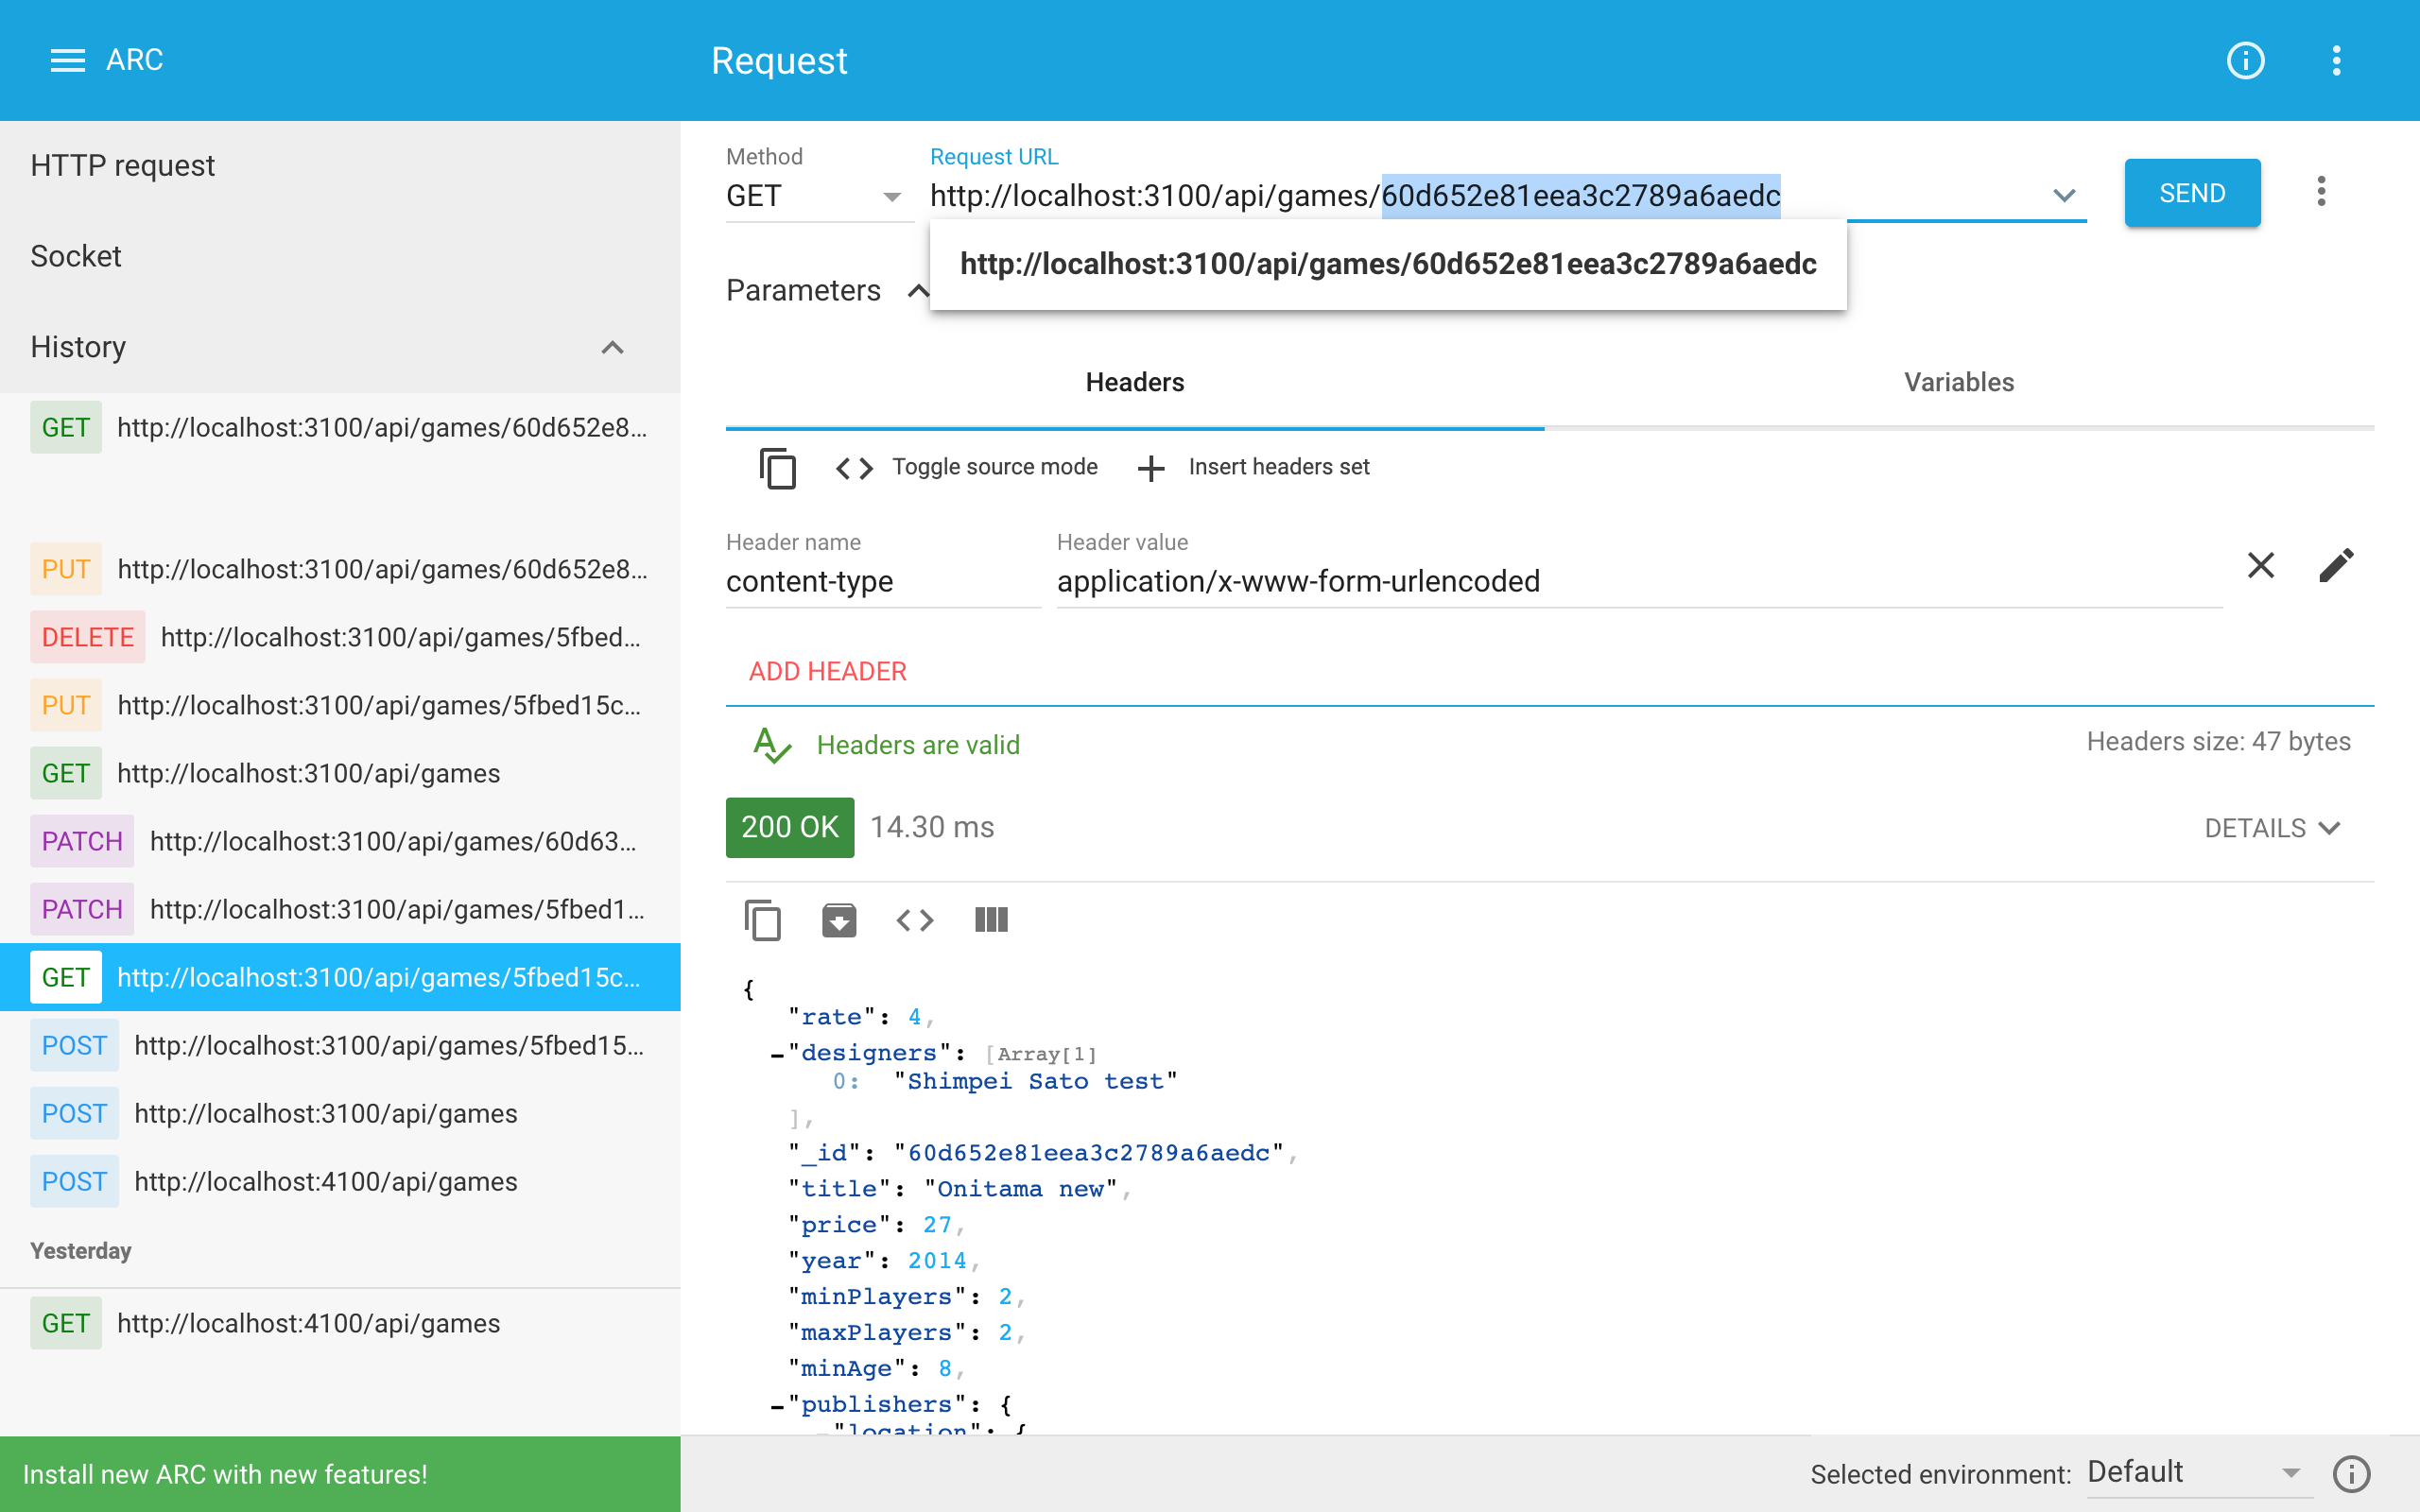 ARC
Request
HTTP request
Socket
History
GET http://localhost:3100/api/games/60d652e8...
PUT http://localhost:3100/api/games/60d652e8...
DELETE http://localhost:3100/api/games/5fbed...
PUT http://localhost:3100/api/games/5fbed15c...
GET http://localhost:3100/api/games
PATCH http://localhost:3100/api/games/60d63...
PATCH http://localhost:3100/api/games/5fbed1...
GET http://localhost:3100/api/games/5fbed15c...
POST http://localhost:3100/api/games/5fbed15...
POST http://localhost:3100/api/games
POST http://localhost:4100/api/games
Yesterday
GET http://localhost:4100/api/games
Install new ARC with new features!
Method
GET
Request URL
http://localhost:3100/api/games/60d652e81eea3c2789a6aedc
SEND
http://localhost:3100/api/games/60d652e81eea3c2789a6aedc
Parameters
Headers
Variables
Toggle source mode
Insert headers set
Header name
content-type
Header value
application/x-www-form-urlencoded
ADD HEADER
Headers are valid
Headers size: 47 bytes
200 OK 14.30 ms
DETAILS
{
"rate": 4,
-"designers": [Array[1]
0: "Shimpei Sato test"
],
"_id": "60d652e81eea3c2789a6aedc",
"title": "Onitama new",
"price": 27,
"year": 2014,
"minPlayers": 2,
"maxPlayers": 2,
"minAge": 8,
-"publishers": {
-"location": {
Selected environment: Default